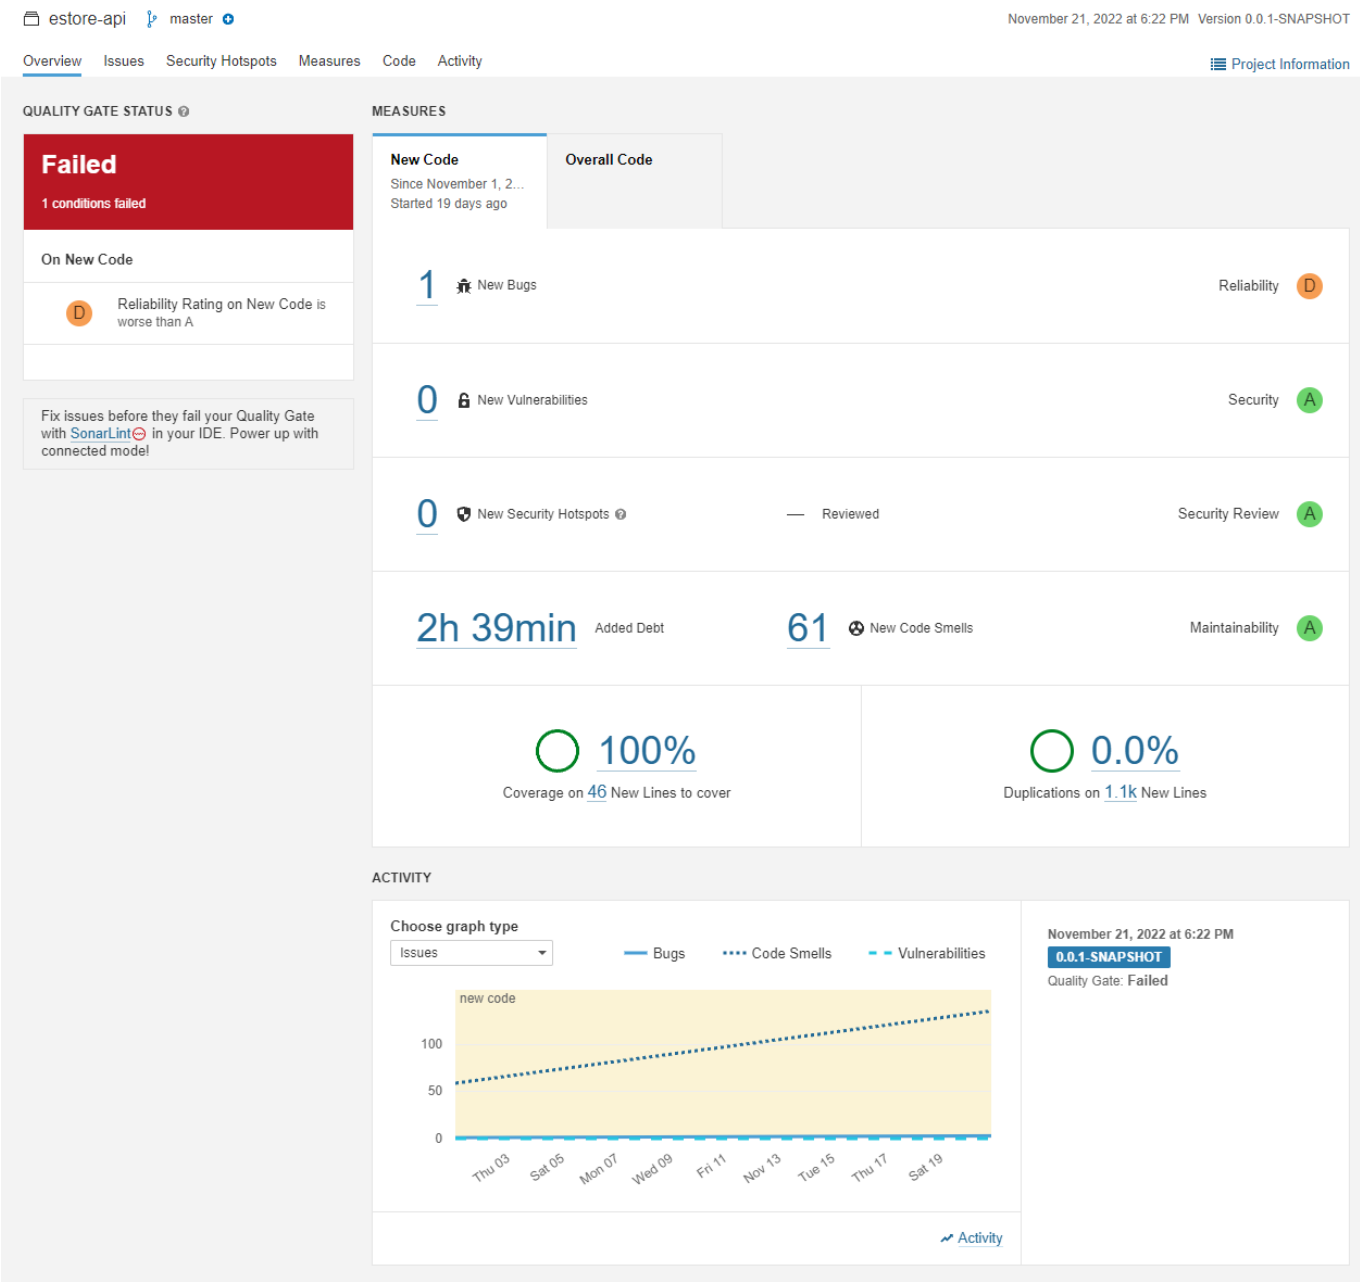 estore-api master
November 21, 2022 at 6:22 PM Version 0.0.1-SNAPSHOT
Overview Issues Security Hotspots Measures Code Activity
Project Information
QUALITY GATE STATUS
Failed
1 conditions failed
On New Code
D
Reliability Rating on New Code is
worse than A
Fix issues before they fail your Quality Gate
with SonarLint in your IDE. Power up with
connected mode!
MEASURES
New Code
Since November 1, 2...
Started 19 days ago
Overall Code
1 New Bugs
Reliability D
0 New Vulnerabilities
Security A
0 New Security Hotspots
— Reviewed
Security Review A
2h 39min Added Debt
61 New Code Smells
Maintainability A
100%
Coverage on 46 New Lines to cover
0.0%
Duplications on 1.1k New Lines
ACTIVITY
Choose graph type
Issues
Bugs Code Smells Vulnerabilities
new code
100
50
0
Thu 03 Sat 05 Mon 07 Wed 09 Fri 11 Nov 13 Tue 15 Thu 17 Sat 19
Activity
November 21, 2022 at 6:22 PM
0.0.1-SNAPSHOT
Quality Gate: Failed